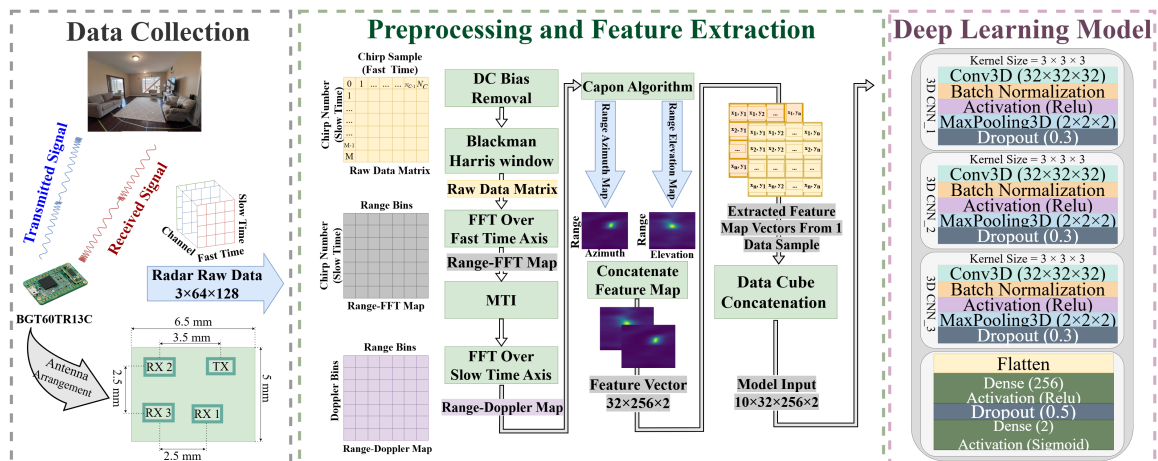 Data Collection
Transmitted Signal
Received Signal
Channel
Fast Time
Slow Time
BGT60TR13C
Radar Raw Data
3×64×128
Antenna
Arrangement
6.5 mm
3.5 mm
RX 2
TX
2.5 mm
5 mm
RX 3
RX 1
2.5 mm
Preprocessing and Feature Extraction
Chirp Sample
(Fast Time)
Chirp Number
(Slow Time)
0 1 ... ... ... N_C-1 N_C
1
...
...
...
M-1
M
Raw Data Matrix
Range Bins
Chirp Number
(Slow Time)
Range-FFT Map
Range Bins
Doppler Bins
Range-Doppler Map
DC Bias
Removal
Blackman
Harris window
Raw Data Matrix
FFT Over
Fast Time Axis
Range-FFT Map
MTI
FFT Over
Slow Time Axis
Range-Doppler Map
Capon Algorithm
Range Azimuth Map
Range Elevation Map
Range
Azimuth
Range
Elevation
Concatenate
Feature Map
Feature Vector
32×256×2
Extracted Feature
Map Vectors From 1
Data Sample
Data Cube
Concatenation
Model Input
10×32×256×2
Deep Learning Model
3D CNN_1
Kernel Size = 3 × 3 × 3
Conv3D (32×32×32)
Batch Normalization
Activation (Relu)
MaxPooling3D (2×2×2)
Dropout (0.3)
3D CNN_2
Kernel Size = 3 × 3 × 3
Conv3D (32×32×32)
Batch Normalization
Activation (Relu)
MaxPooling3D (2×2×2)
Dropout (0.3)
3D CNN_3
Kernel Size = 3 × 3 × 3
Conv3D (32×32×32)
Batch Normalization
Activation (Relu)
MaxPooling3D (2×2×2)
Dropout (0.3)
Flatten
Dense (256)
Activation (Relu)
Dropout (0.5)
Dense (2)
Activation (Sigmoid)